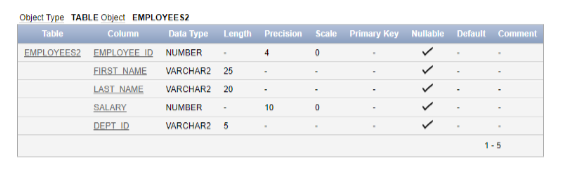 Object Type TABLE Object EMPLOYEES2
Table Column Data Type Length Precision Scale Primary Key Nullable Default Comment
EMPLOYEES2 EMPLOYEE_ID NUMBER - 4 0 - ✓ - -
FIRST_NAME VARCHAR2 25 - - - ✓ - -
LAST_NAME VARCHAR2 20 - - - ✓ - -
SALARY NUMBER - 10 0 - ✓ - -
DEPT_ID VARCHAR2 5 - - - ✓ - -
1 - 5